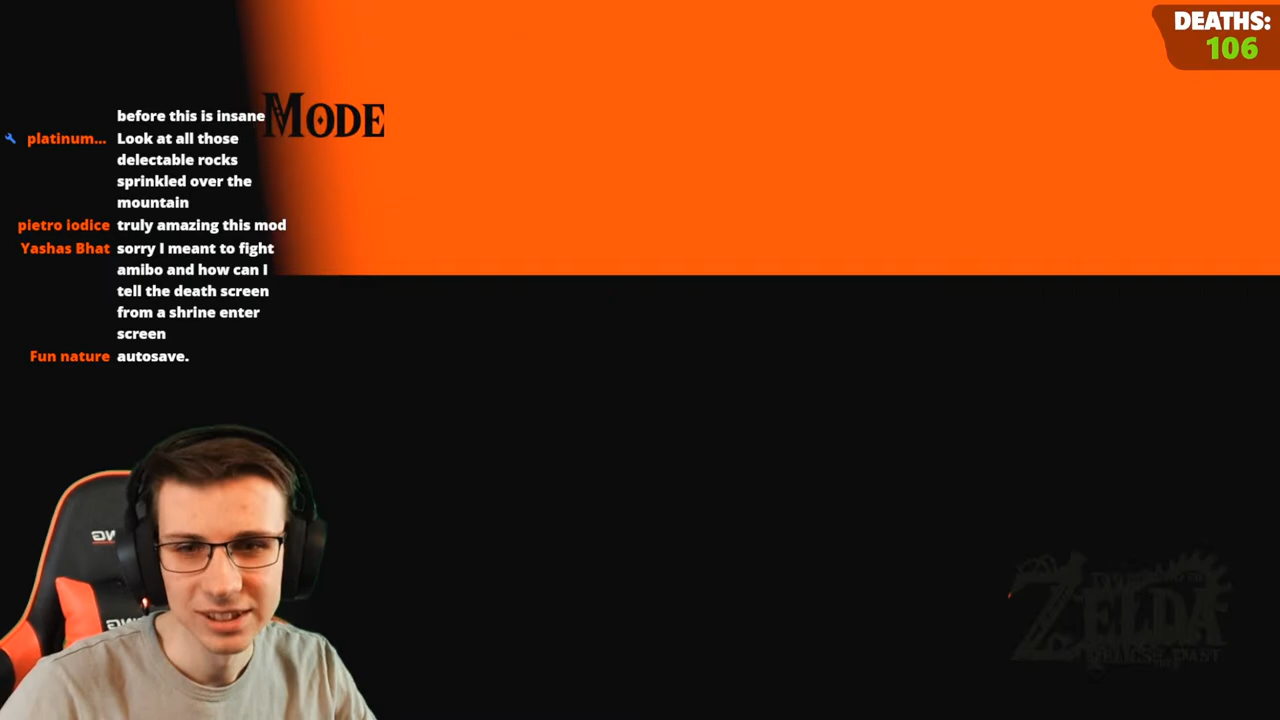 DEATHS:
106
MODE
before this is insane
platinum... Look at all those
delectable rocks
sprinkled over the
mountain
pietro iodice truly amazing this mod
Yashas Bhat sorry I meant to fight
amibo and how can I
tell the death screen
from a shrine enter
screen
Fun nature autosave.
ZELDA